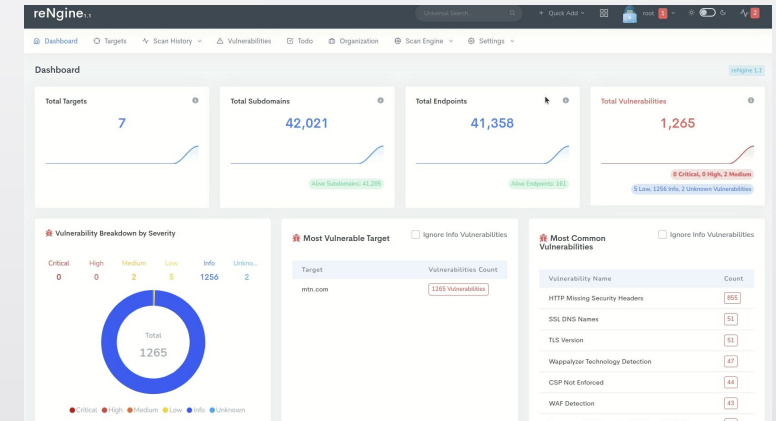 reNgine 1.1
Universal Search...
+ Quick Add
root 1
2
Dashboard Targets Scan History Vulnerabilities Todo Organization Scan Engine Settings
Dashboard
reNgine 1.1
Total Targets
7
Total Subdomains
42,021
Alive Subdomains: 41,285
Total Endpoints
41,358
Alive Endpoints: 161
Total Vulnerabilities
1,265
0 Critical, 0 High, 2 Medium
5 Low, 1256 Info, 2 Unknown Vulnerabilities
Vulnerability Breakdown by Severity
Critical High Medium Low Info Unkno...
0 0 2 5 1256 2
Total
1265
Critical High Medium Low Info Unknown
Most Vulnerable Target
Ignore Info Vulnerabilities
Target Vulnerabilities Count
mtn.com 1265 Vulnerabilities
Most Common Vulnerabilities
Ignore Info Vulnerabilities
Vulnerability Name Count
HTTP Missing Security Headers 855
SSL DNS Names 51
TLS Version 51
Wappalyzer Technology Detection 47
CSP Not Enforced 44
WAF Detection 43